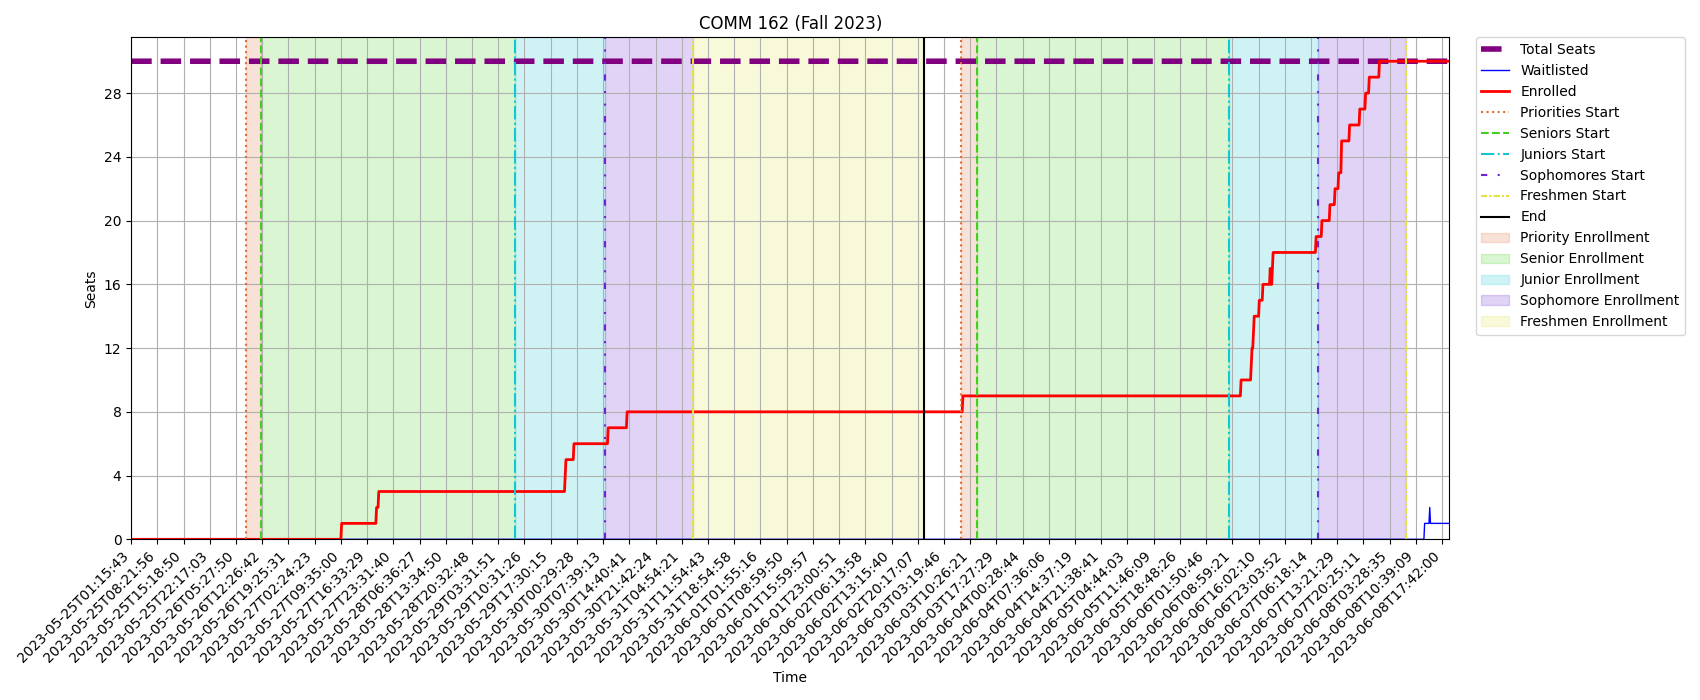 COMM 162 (Fall 2023)
Seats
28
24
20
16
12
8
4
0
2023-05-25T01:15:43
2023-05-25T08:21:56
2023-05-25T15:18:50
2023-05-25T22:17:03
2023-05-26T05:27:50
2023-05-26T12:26:42
2023-05-26T19:25:31
2023-05-27T02:24:23
2023-05-27T09:35:00
2023-05-27T16:33:29
2023-05-27T23:31:40
2023-05-28T06:36:27
2023-05-28T13:34:50
2023-05-28T20:32:48
2023-05-29T03:31:51
2023-05-29T10:31:26
2023-05-29T17:30:15
2023-05-30T00:29:28
2023-05-30T07:39:13
2023-05-30T14:40:41
2023-05-30T21:42:24
2023-05-31T04:54:21
2023-05-31T11:54:43
2023-05-31T18:54:58
2023-06-01T01:55:16
2023-06-01T08:59:50
2023-06-01T15:59:57
2023-06-01T23:00:51
2023-06-02T06:13:58
2023-06-02T13:15:40
2023-06-02T20:17:07
2023-06-03T03:19:46
2023-06-03T10:26:21
2023-06-03T17:27:29
2023-06-04T00:28:44
2023-06-04T07:36:06
2023-06-04T14:37:19
2023-06-04T21:38:41
2023-06-05T04:44:03
2023-06-05T11:46:09
2023-06-05T18:48:26
2023-06-06T01:50:46
2023-06-06T08:59:21
2023-06-06T16:02:10
2023-06-06T23:03:52
2023-06-07T06:18:14
2023-06-07T13:21:29
2023-06-07T20:25:11
2023-06-08T03:28:35
2023-06-08T10:39:09
2023-06-08T17:42:00
Time
Total Seats
Waitlisted
Enrolled
Priorities Start
Seniors Start
Juniors Start
Sophomores Start
Freshmen Start
End
Priority Enrollment
Senior Enrollment
Junior Enrollment
Sophomore Enrollment
Freshmen Enrollment